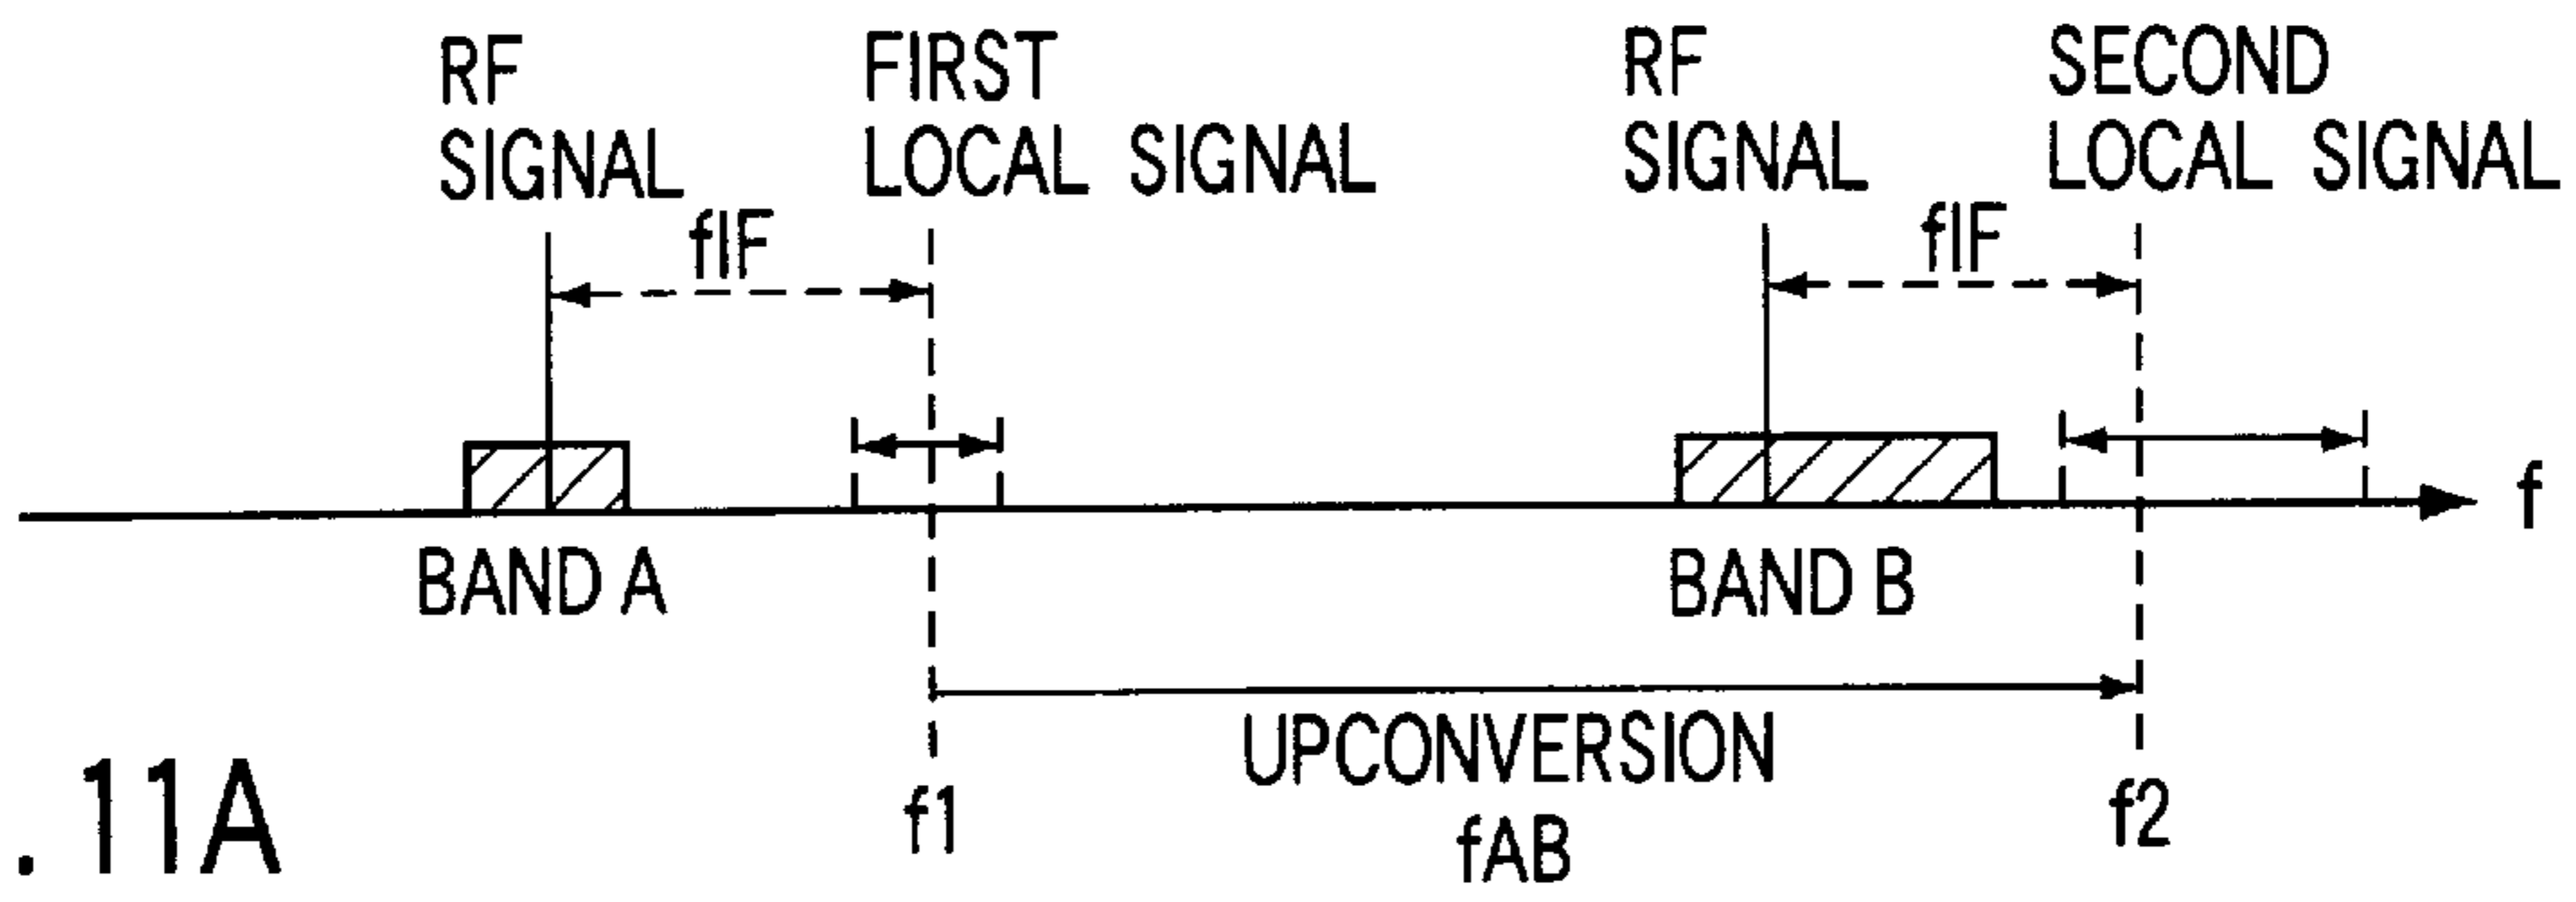 RF
SIGNAL
FIRST
LOCAL SIGNAL
RF
SIGNAL
SECOND
LOCAL SIGNAL
fIF
fIF
f
BAND A
BAND B
UPCONVERSION
fAB
f1
f2
. 11A